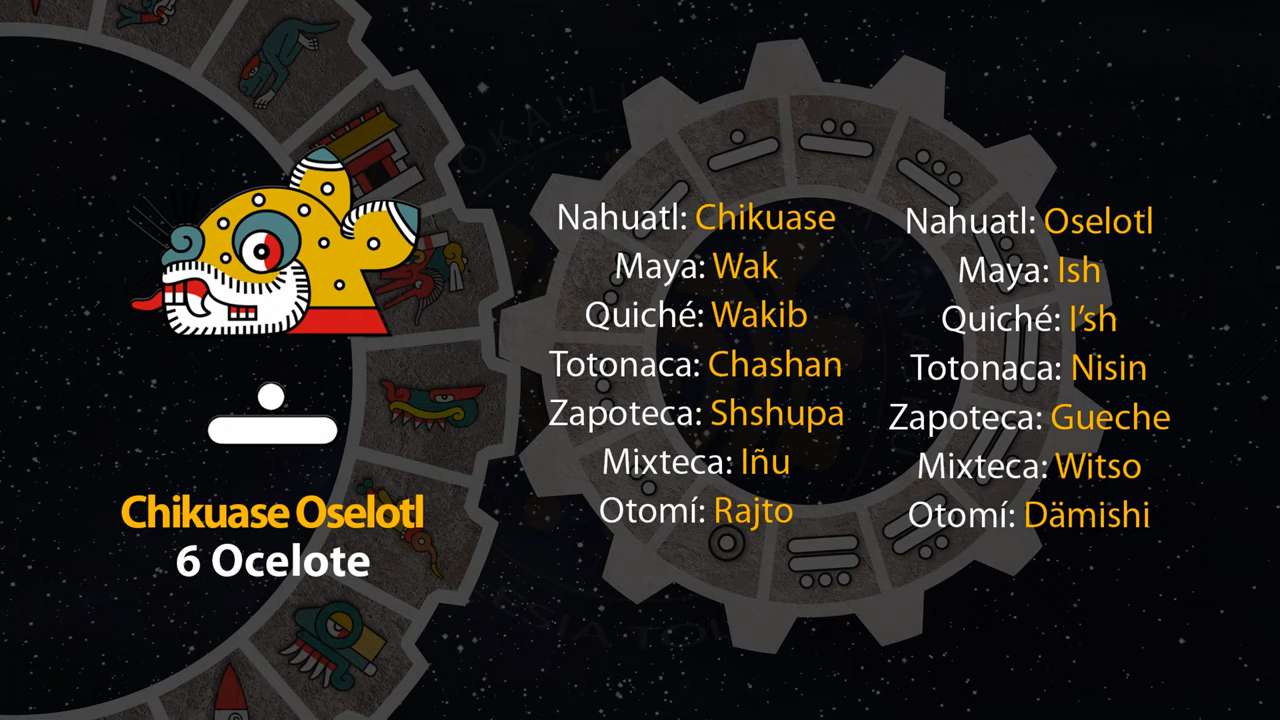 Chikuase Oselotl
6 Ocelote
Nahuatl: Chikuase
Maya: Wak
Quiché: Wakib
Totonaca: Chashan
Zapoteca: Shshupa
Mixteca: Iñu
Otomí: Rajto
Nahuatl: Oselotl
Maya: Ish
Quiché: I’sh
Totonaca: Nisin
Zapoteca: Gueche
Mixteca: Witso
Otomí: Dämishi